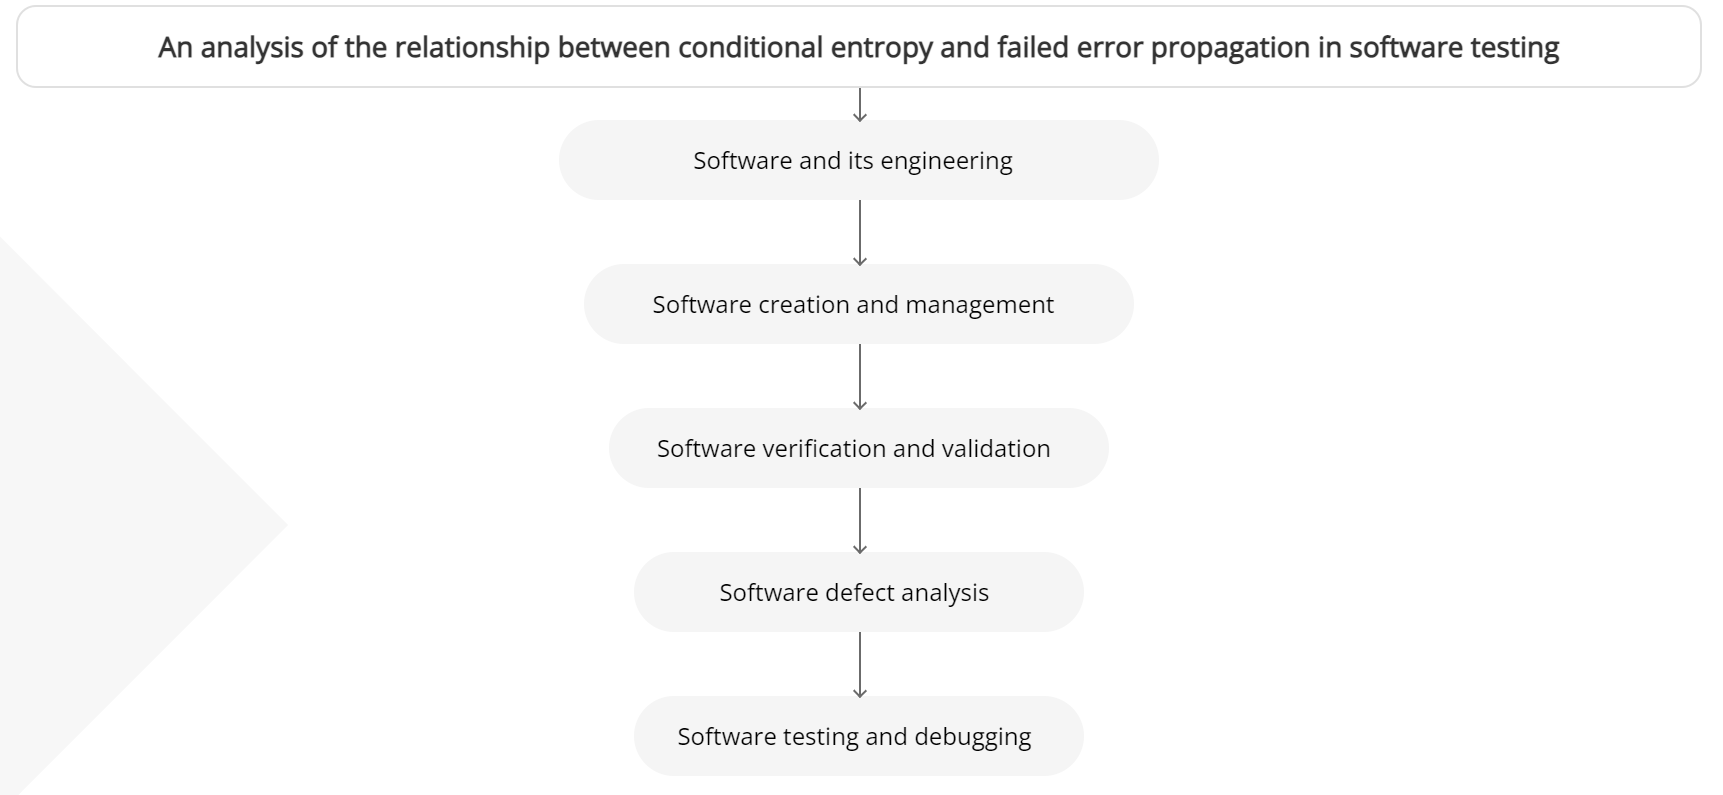 An analysis of the relationship between conditional entropy and failed error propagation in software testing
Software and its engineering
Software creation and management
Software verification and validation
Software defect analysis
Software testing and debugging